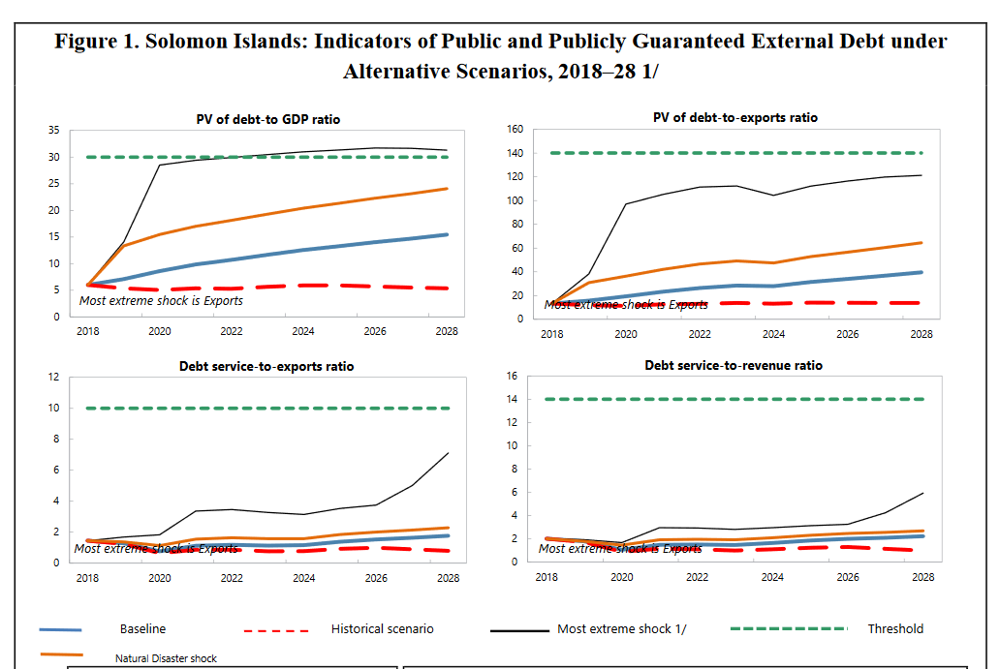 Figure 1. Solomon Islands: Indicators of Public and Publicly Guaranteed External Debt under
Alternative Scenarios, 2018–28 1/
PV of debt-to GDP ratio
35
30
25
20
15
10
5
0
Most extreme shock is Exports
2018 2020 2022 2024 2026 2028
PV of debt-to-exports ratio
160
140
120
100
80
60
40
20
0
Most extreme shock is Exports
2018 2020 2022 2024 2026 2028
Debt service-to-exports ratio
12
10
8
6
4
2
0
Most extreme shock is Exports
2018 2020 2022 2024 2026 2028
Debt service-to-revenue ratio
16
14
12
10
8
6
4
2
0
Most extreme shock is Exports
2018 2020 2022 2024 2026 2028
Baseline Historical scenario Most extreme shock 1/ Threshold
Natural Disaster shock